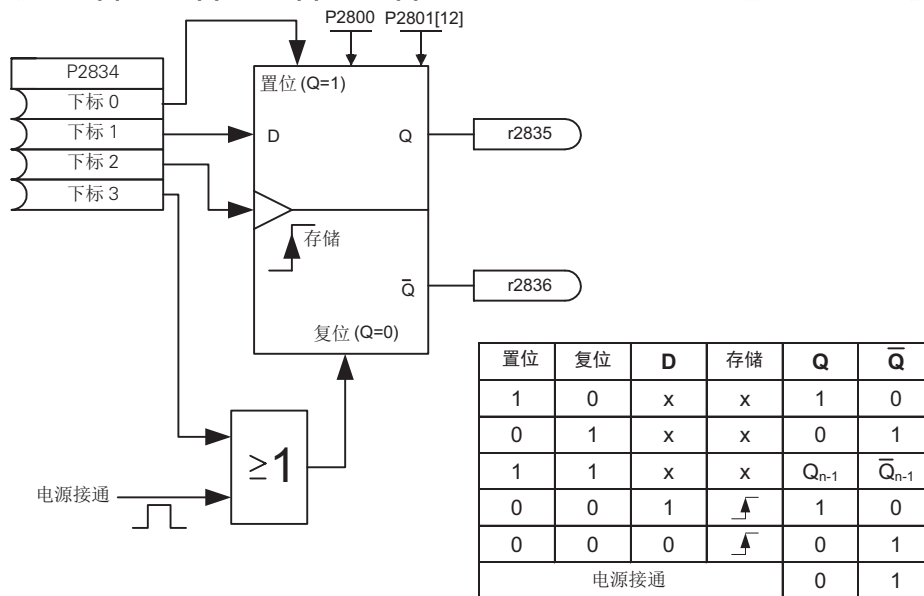 P2800 P2801[12]
P2834
下标 0
下标 1
下标 2
下标 3
置位 (Q=1)
D
Q
r2835
存储
Q̅
r2836
复位 (Q=0)
≥1
电源接通
置位 复位 D 存储 Q Q̅
1 0 x x 1 0
0 1 x x 0 1
1 1 x x Qn-1 Q̅n-1
0 0 1 1 0
0 0 0 0 1
电源接通 0 1